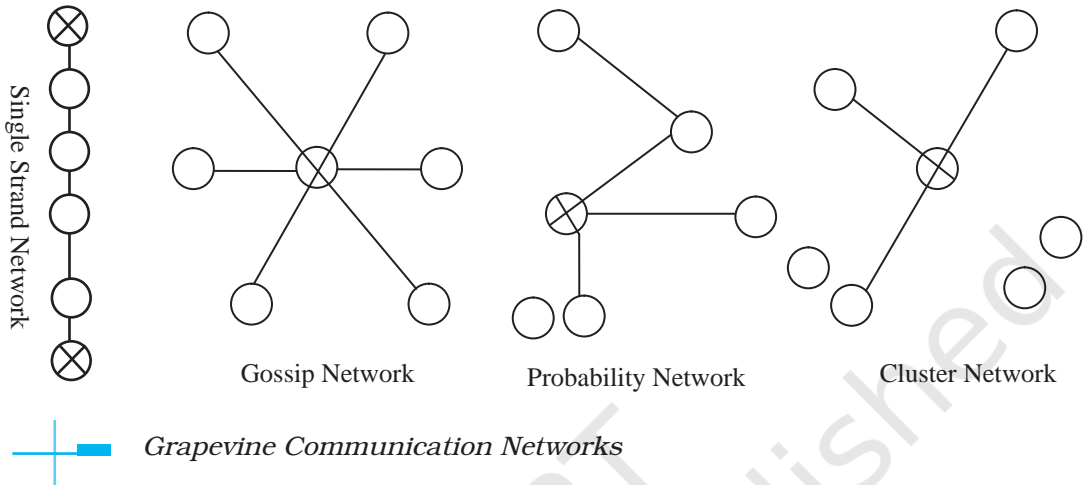 Single Strand Network
Gossip Network
Probability Network
Cluster Network
Grapevine Communication Networks